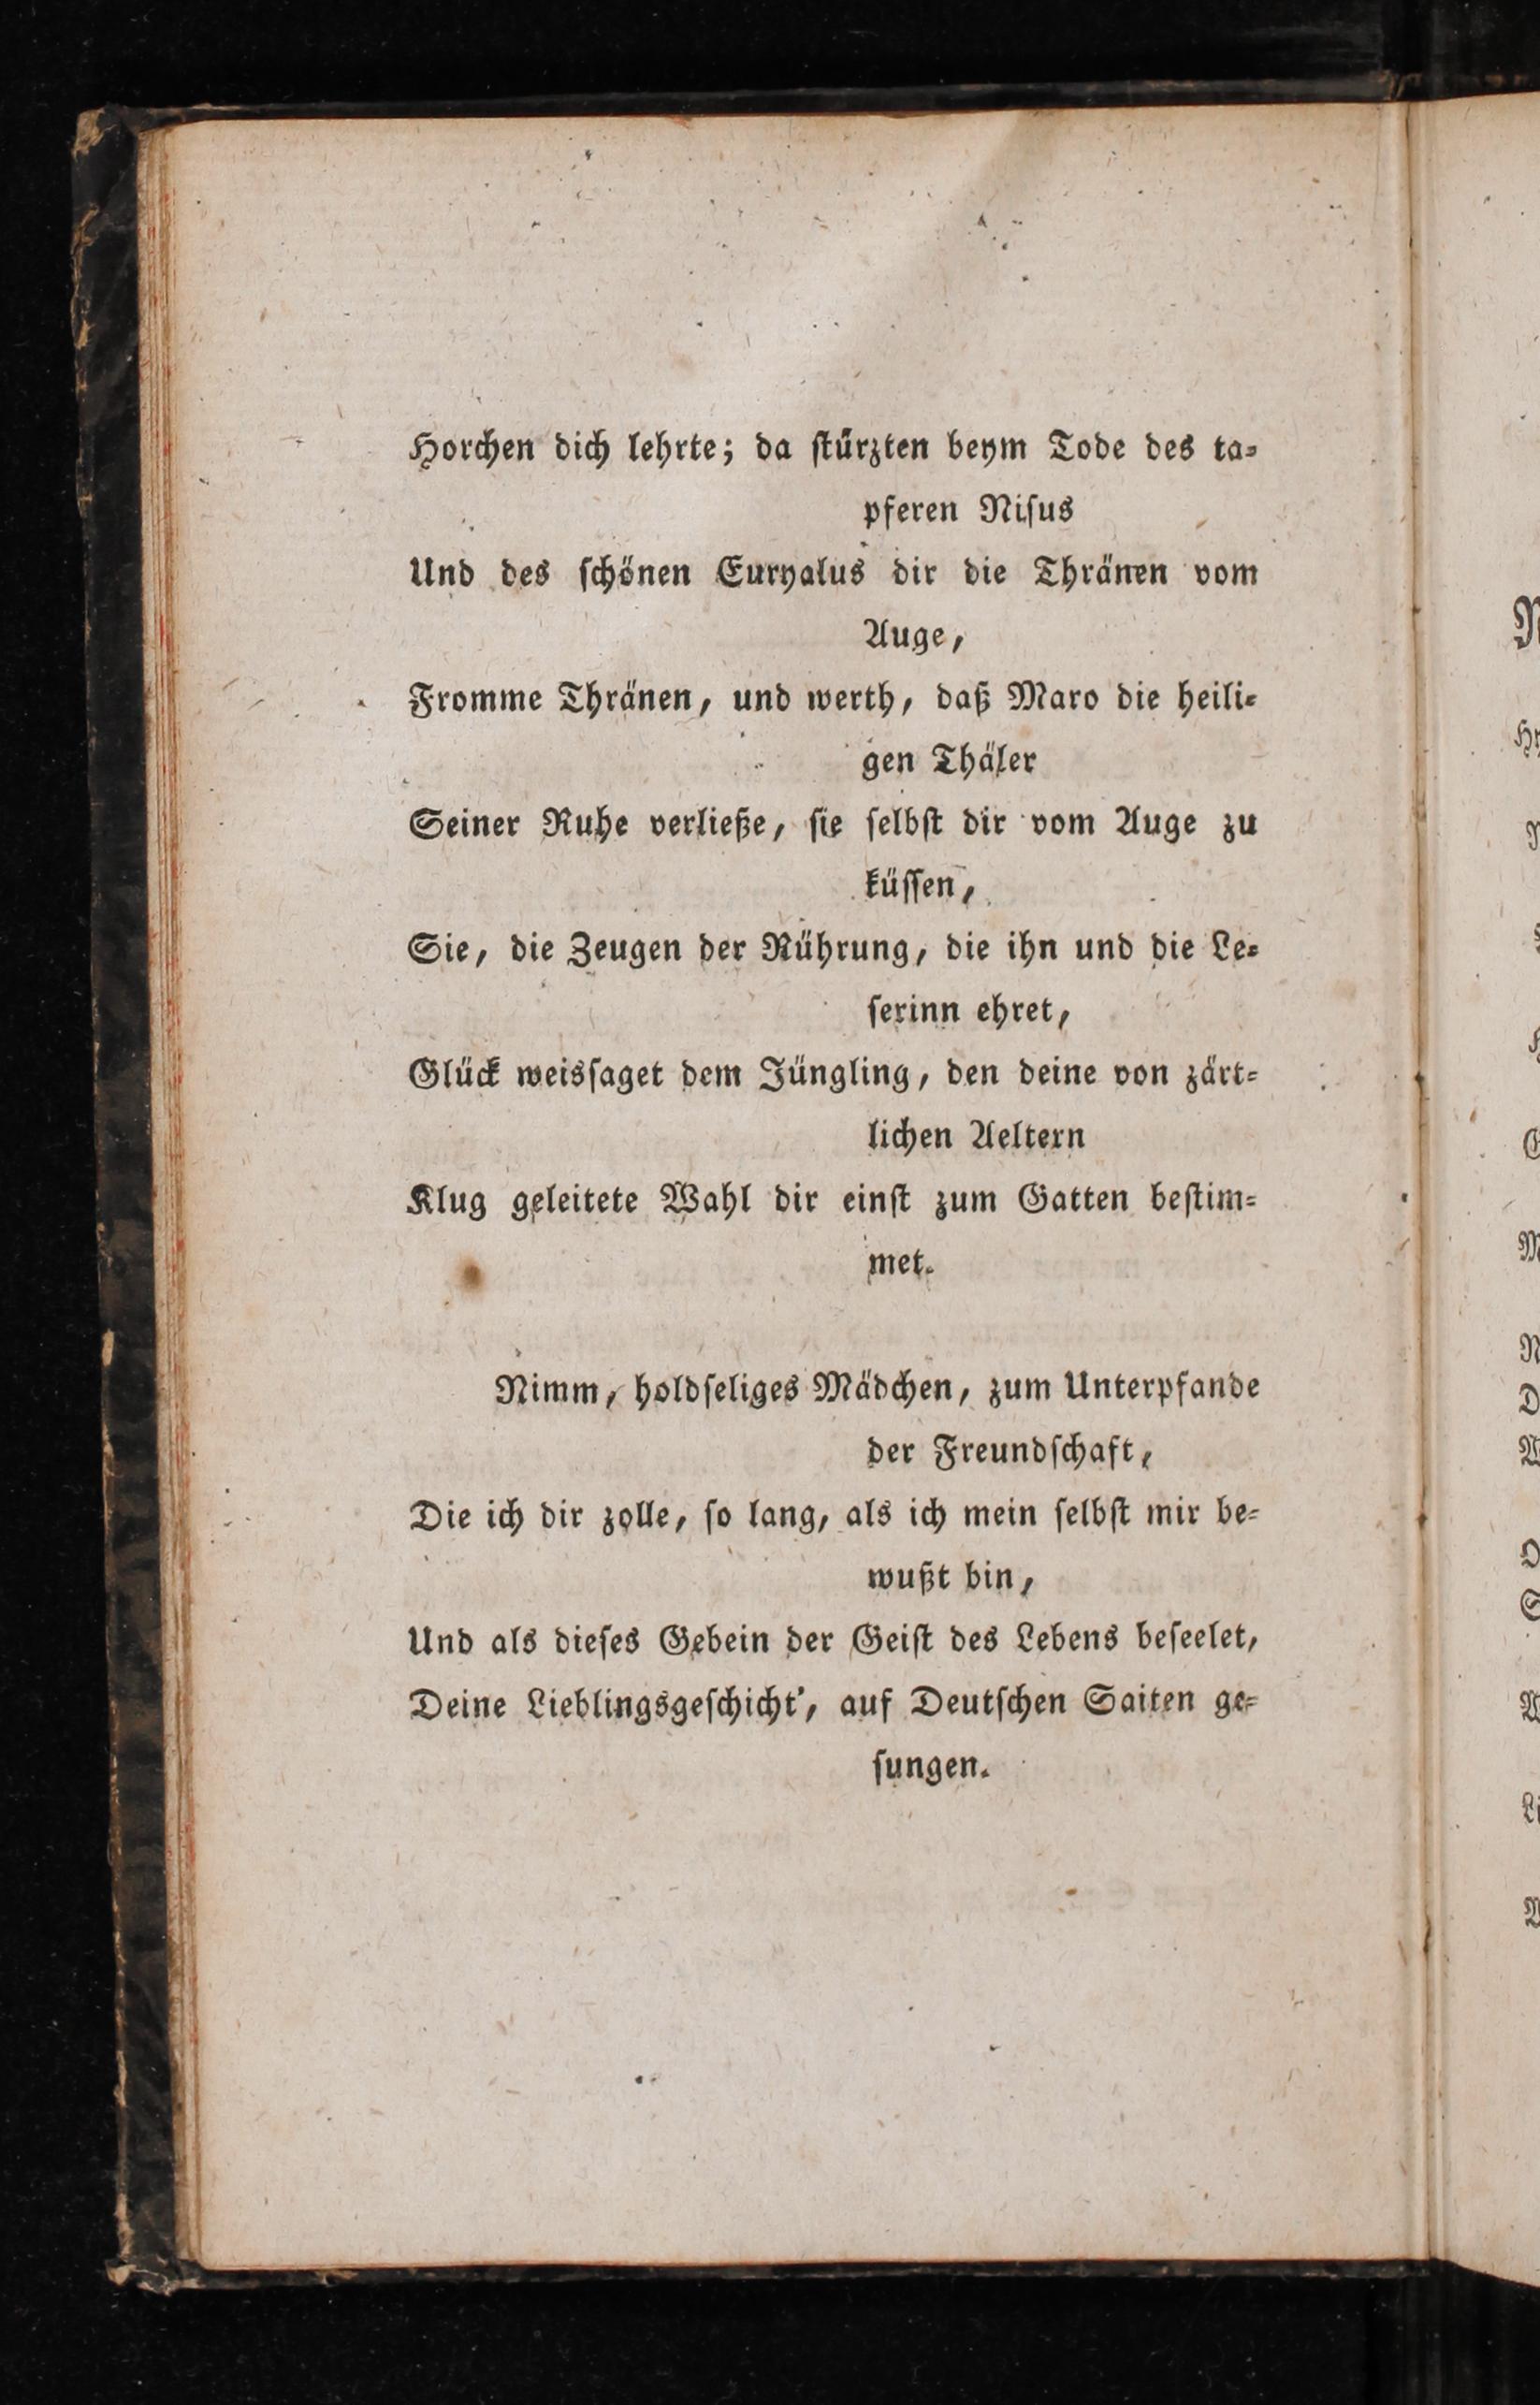 Horchen dich lehrte; da ſtürzten beym Tode des ta-
pferen Niſus
Und des ſchönen Euryalus dir die Thränen vom
Auge,
Fromme Thränen, und werth, daß Maro die heili-
gen Thäler
Seiner Ruhe verließe, ſie ſelbſt dir vom Auge zu
küſſen,
Sie, die Zeugen der Rührung, die ihn und die Le-
ſerinn ehret,
Glück weisſaget dem Jüngling, den deine von zärt-
lichen Aeltern
Klug geleitete Wahl dir einſt zum Gatten beſtim-
met.
Nimm, holdſeliges Mädchen, zum Unterpfande
der Freundſchaft,
Die ich dir zolle, ſo lang, als ich mein ſelbſt mir be-
wußt bin,
Und als dieſes Gebein der Geiſt des Lebens beſeelet,
Deine Lieblingsgeſchicht', auf Deutſchen Saiten ge-
ſungen.